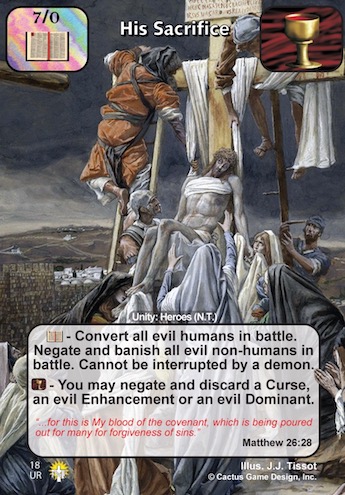 7/0
His Sacrifice
Unity: Heroes (N.T.)
- Convert all evil humans in battle.
Negate and banish all evil non-humans in
battle. Cannot be interrupted by a demon.
- You may negate and discard a Curse,
an evil Enhancement or an evil Dominant.
"...for this is My blood of the covenant, which is being poured
out for many for forgiveness of sins."
Matthew 26:28
18
UR
Illus. J.J. Tissot
© Cactus Game Design, Inc.